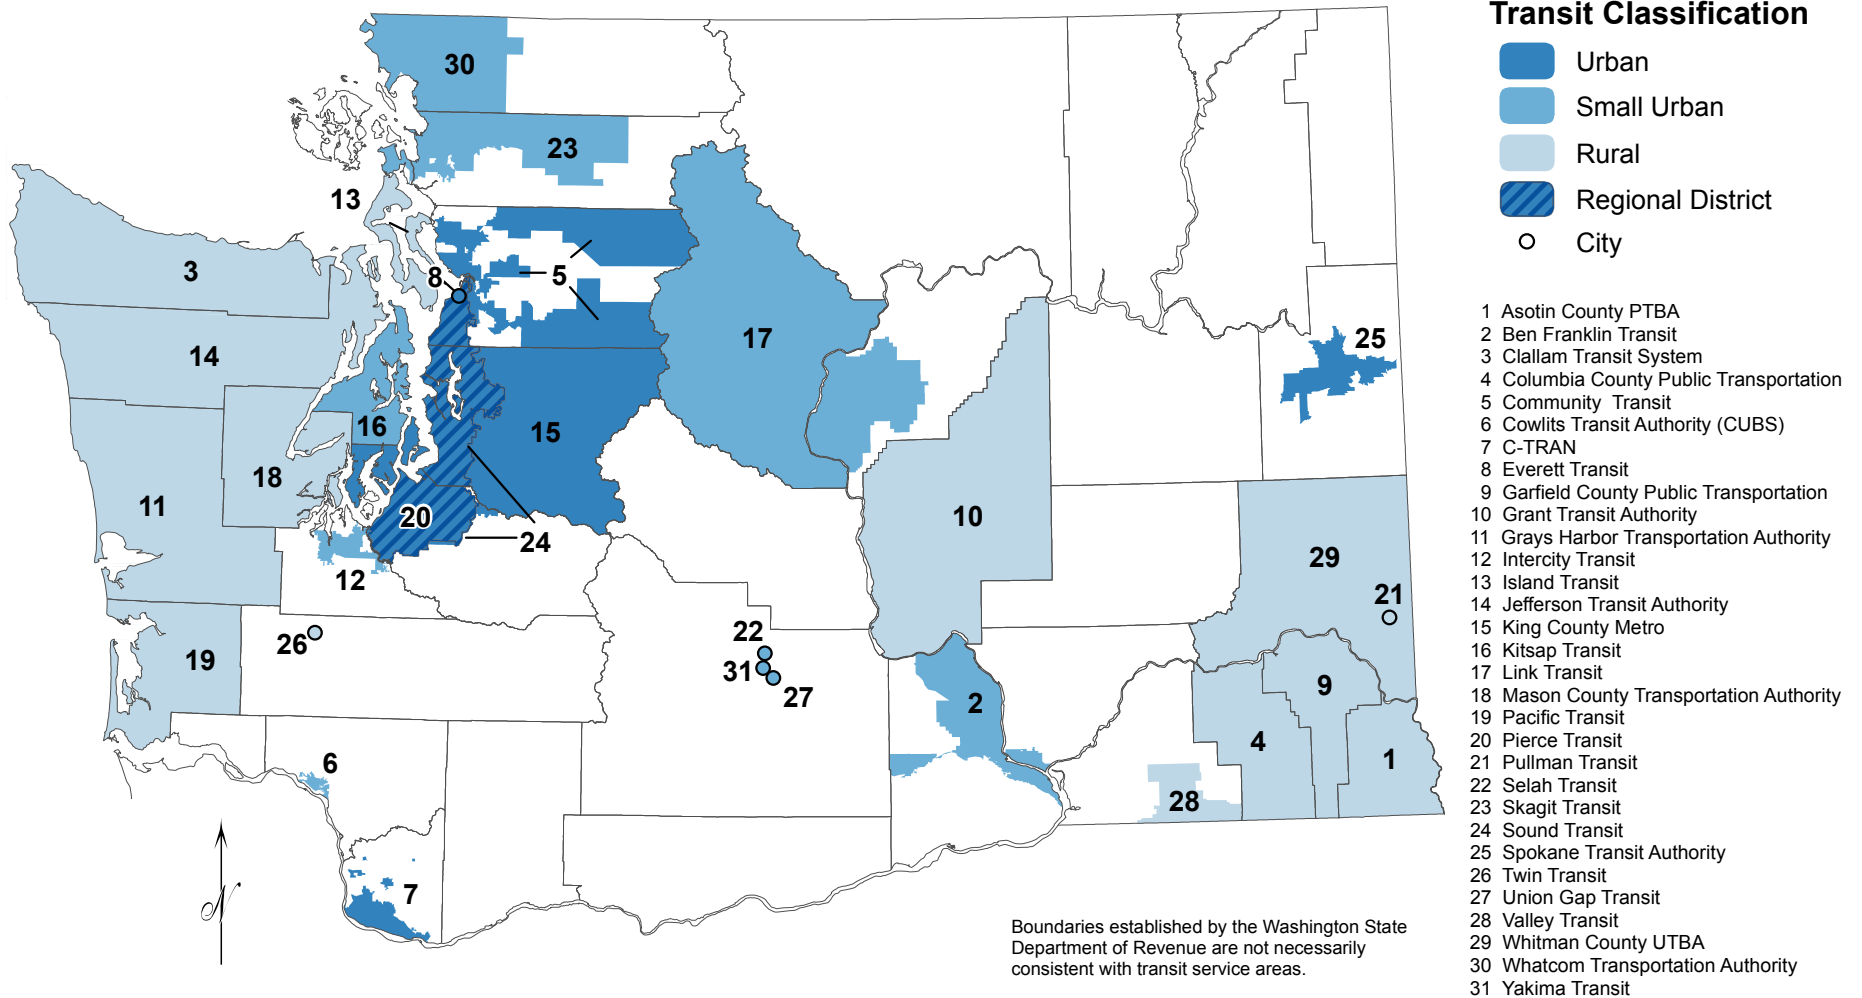 Transit Classification
Urban
Small Urban
Rural
Regional District
City
1 Asotin County PTBA
2 Ben Franklin Transit
3 Clallam Transit System
4 Columbia County Public Transportation
5 Community Transit
6 Cowlits Transit Authority (CUBS)
7 C-TRAN
8 Everett Transit
9 Garfield County Public Transportation
10 Grant Transit Authority
11 Grays Harbor Transportation Authority
12 Intercity Transit
13 Island Transit
14 Jefferson Transit Authority
15 King County Metro
16 Kitsap Transit
17 Link Transit
18 Mason County Transportation Authority
19 Pacific Transit
20 Pierce Transit
21 Pullman Transit
22 Selah Transit
23 Skagit Transit
24 Sound Transit
25 Spokane Transit Authority
26 Twin Transit
27 Union Gap Transit
28 Valley Transit
29 Whitman County UTBA
30 Whatcom Transportation Authority
31 Yakima Transit
30
23
13
3
8
5
14
17
25
16
15
18
11
20
10
24
29
12
21
22
26
19
31
27
9
2
4
6
1
28
7
N
Boundaries established by the Washington State
Department of Revenue are not necessarily
consistent with transit service areas.